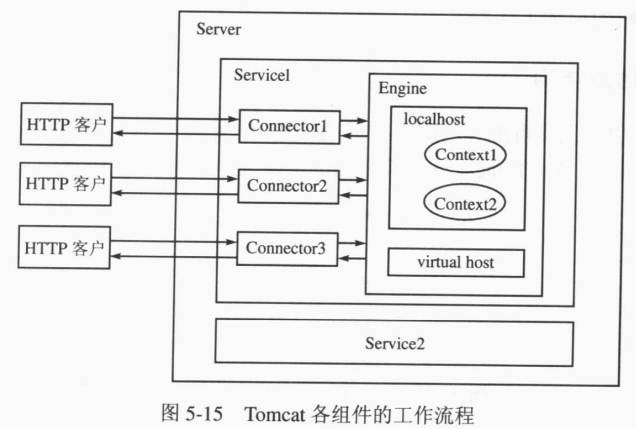 Server
Servicel
Engine
HTTP 客户
Connector1
localhost
Context1
HTTP 客户
Connector2
Context2
HTTP 客户
Connector3
virtual host
Service2
图 5-15 Tomcat 各组件的工作流程